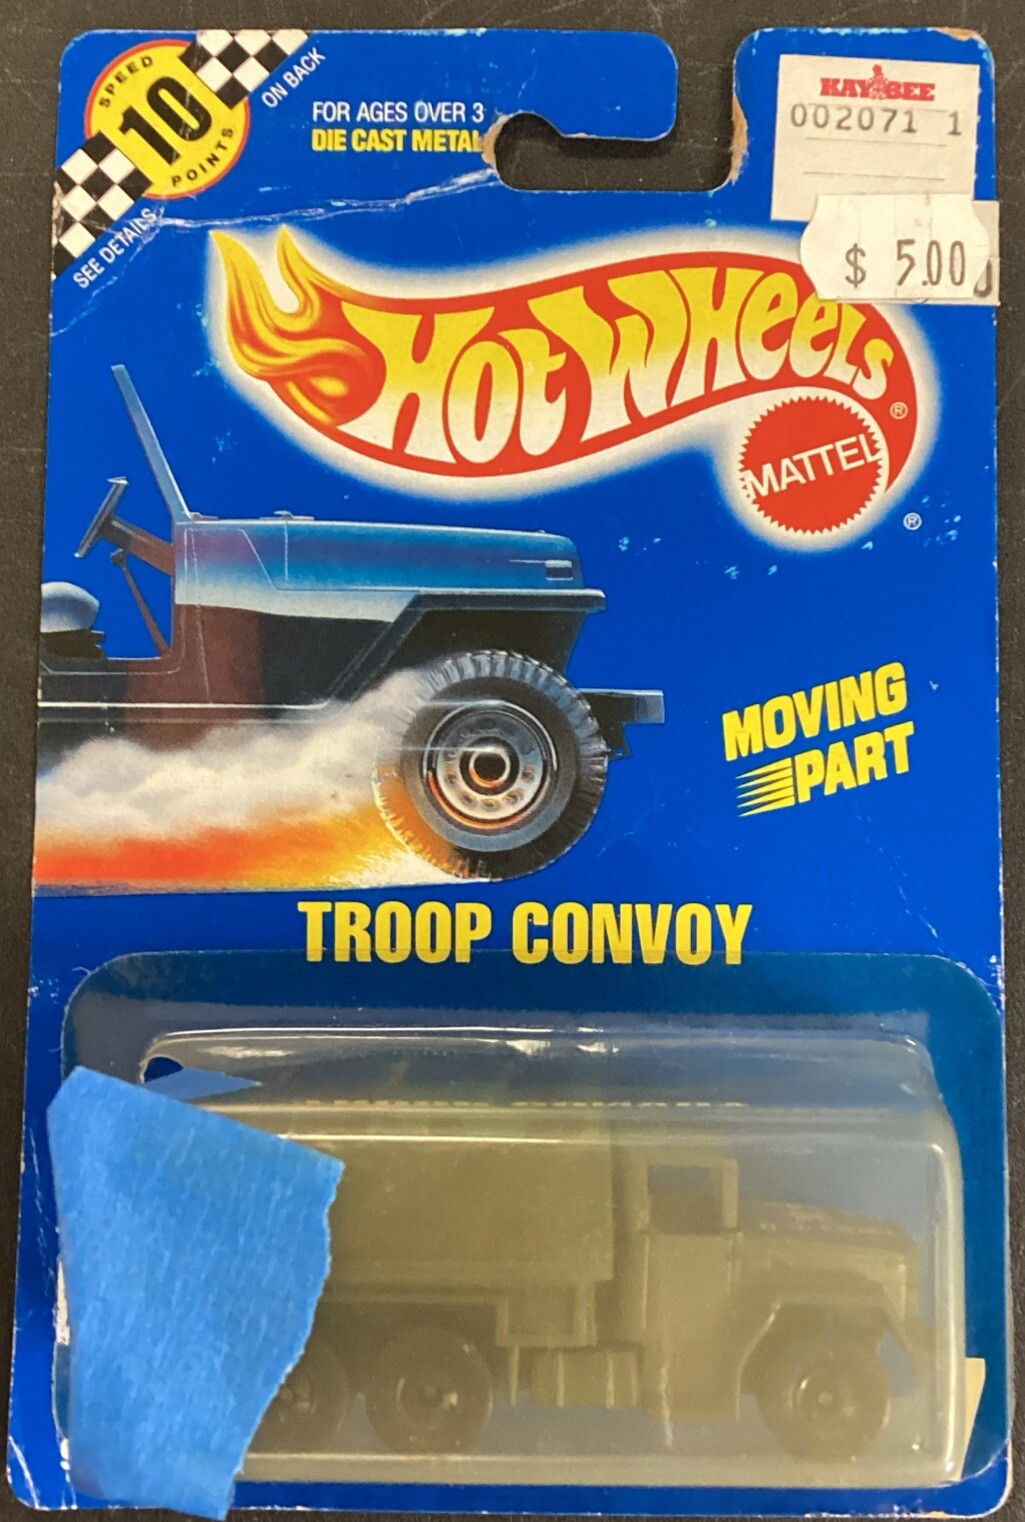 SPEED
10
POINTS
ON BACK
SEE DETAILS
FOR AGES OVER 3
DIE CAST METAL
KAY BEE
002071 1
$ 5.00
HOT WHEELS ®
MATTEL
®
MOVING
PART
TROOP CONVOY